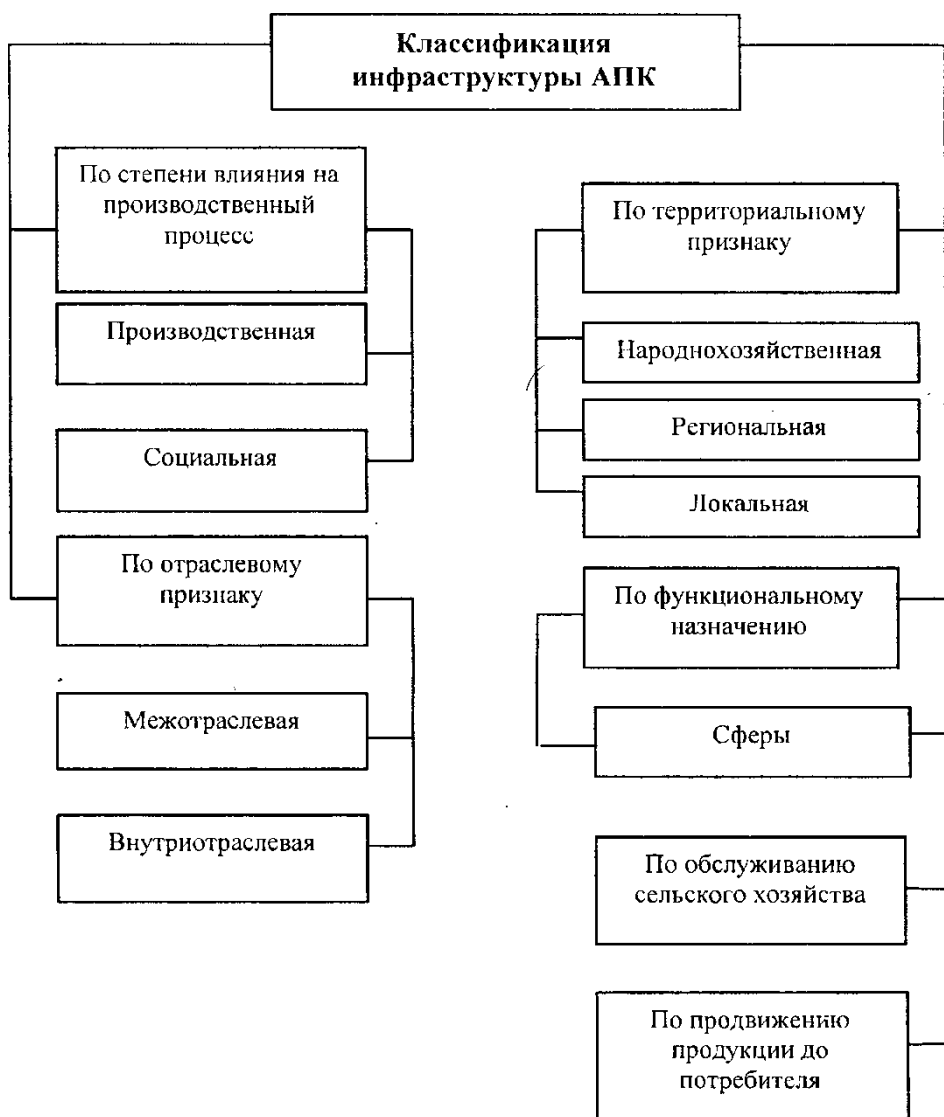 Классификация
инфраструктуры АПК
По степени влияния на
производственный
процесс
Производственная
Социальная
По отраслевому
признаку
Межотраслевая
Внутриотраслевая
По территориальному
признаку
Народнохозяйственная
Региональная
Локальная
По функциональному
назначению
Сферы
По обслуживанию
сельского хозяйства
По продвижению
продукции до
потребителя